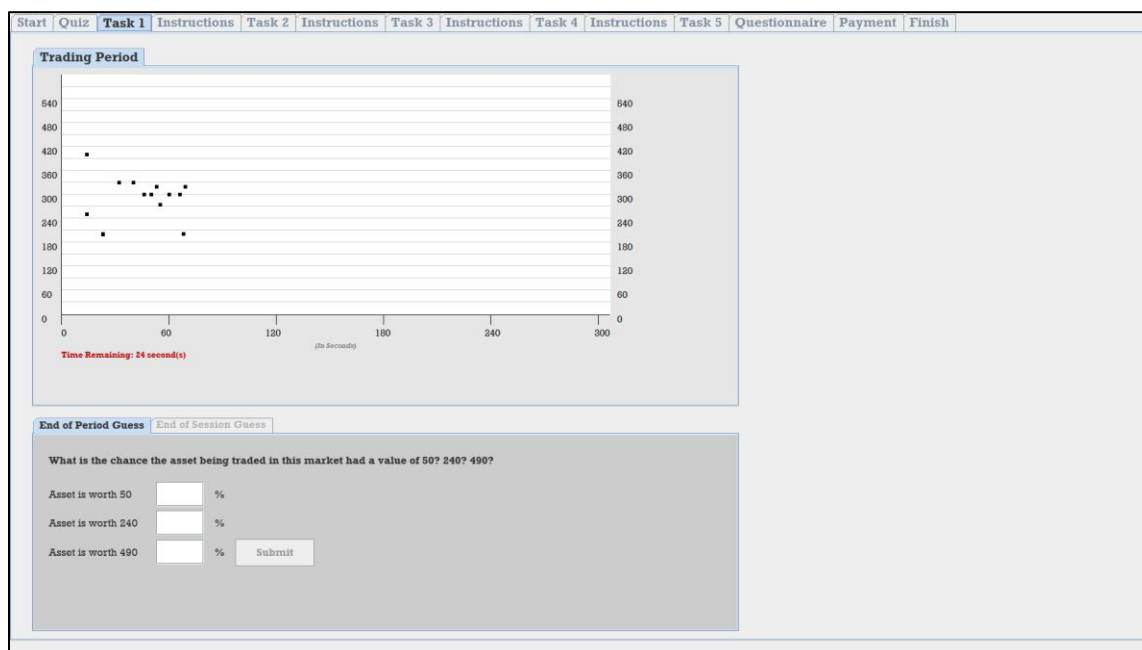 Start Quiz Task 1 Instructions Task 2 Instructions Task 3 Instructions Task 4 Instructions Task 5 Questionnaire Payment Finish
Trading Period
540 540
480 480
420 420
360 360
300 300
240 240
180 180
120 120
60 60
0 0
0 60 120 180 240 300
(In Seconds)
Time Remaining: 24 second(s)
End of Period Guess End of Session Guess
What is the chance the asset being traded in this market had a value of 50? 240? 490?
Asset is worth 50 %
Asset is worth 240 %
Asset is worth 490 % Submit